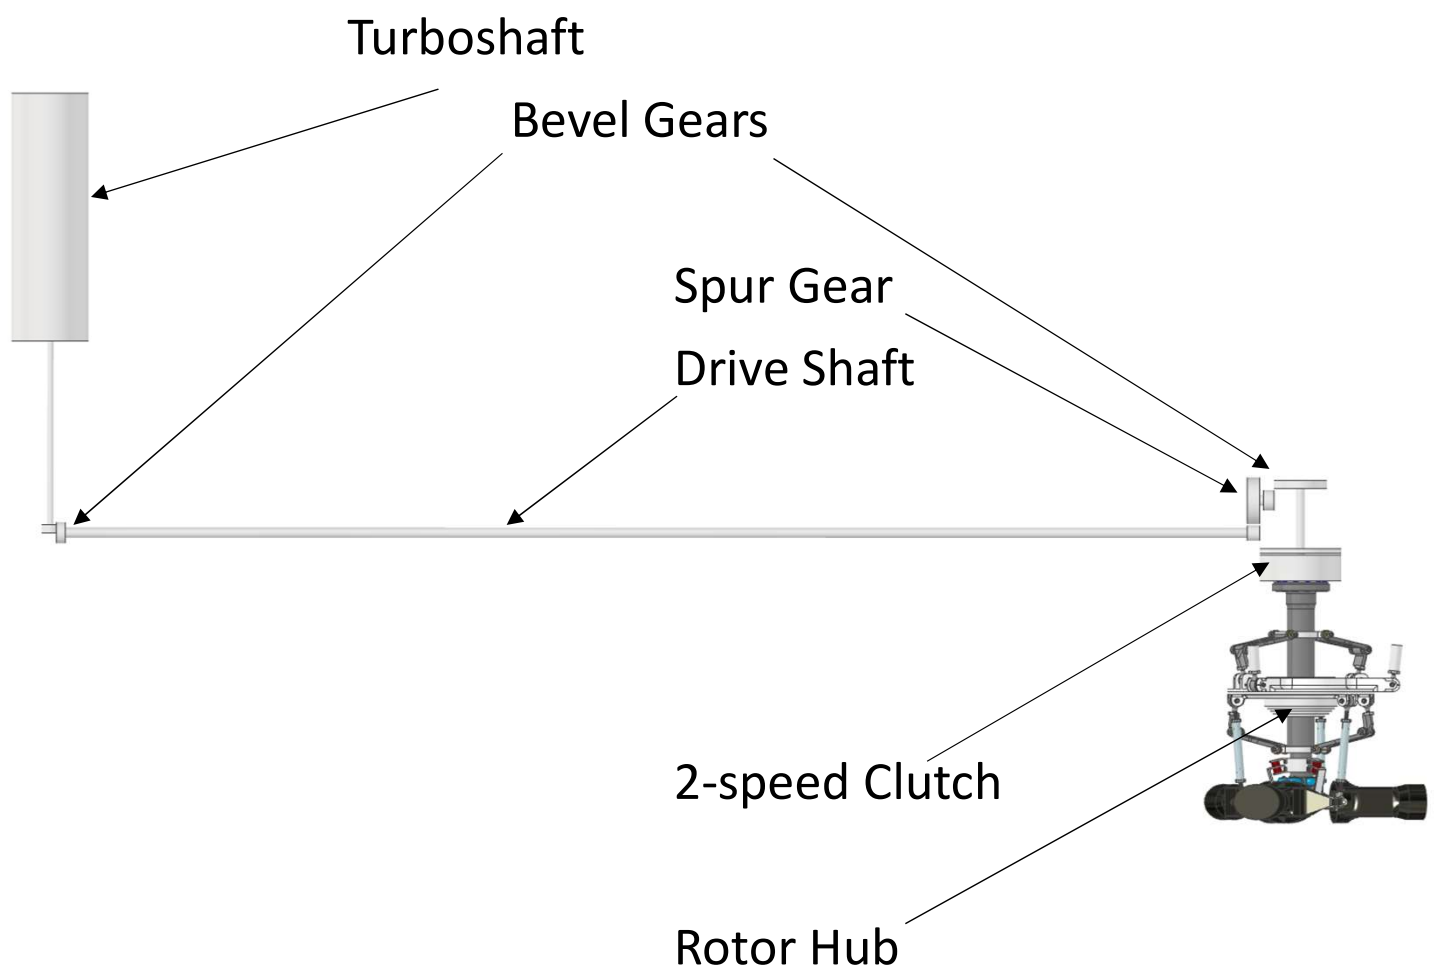 Turboshaft
Bevel Gears
Spur Gear
Drive Shaft
2-speed Clutch
Rotor Hub